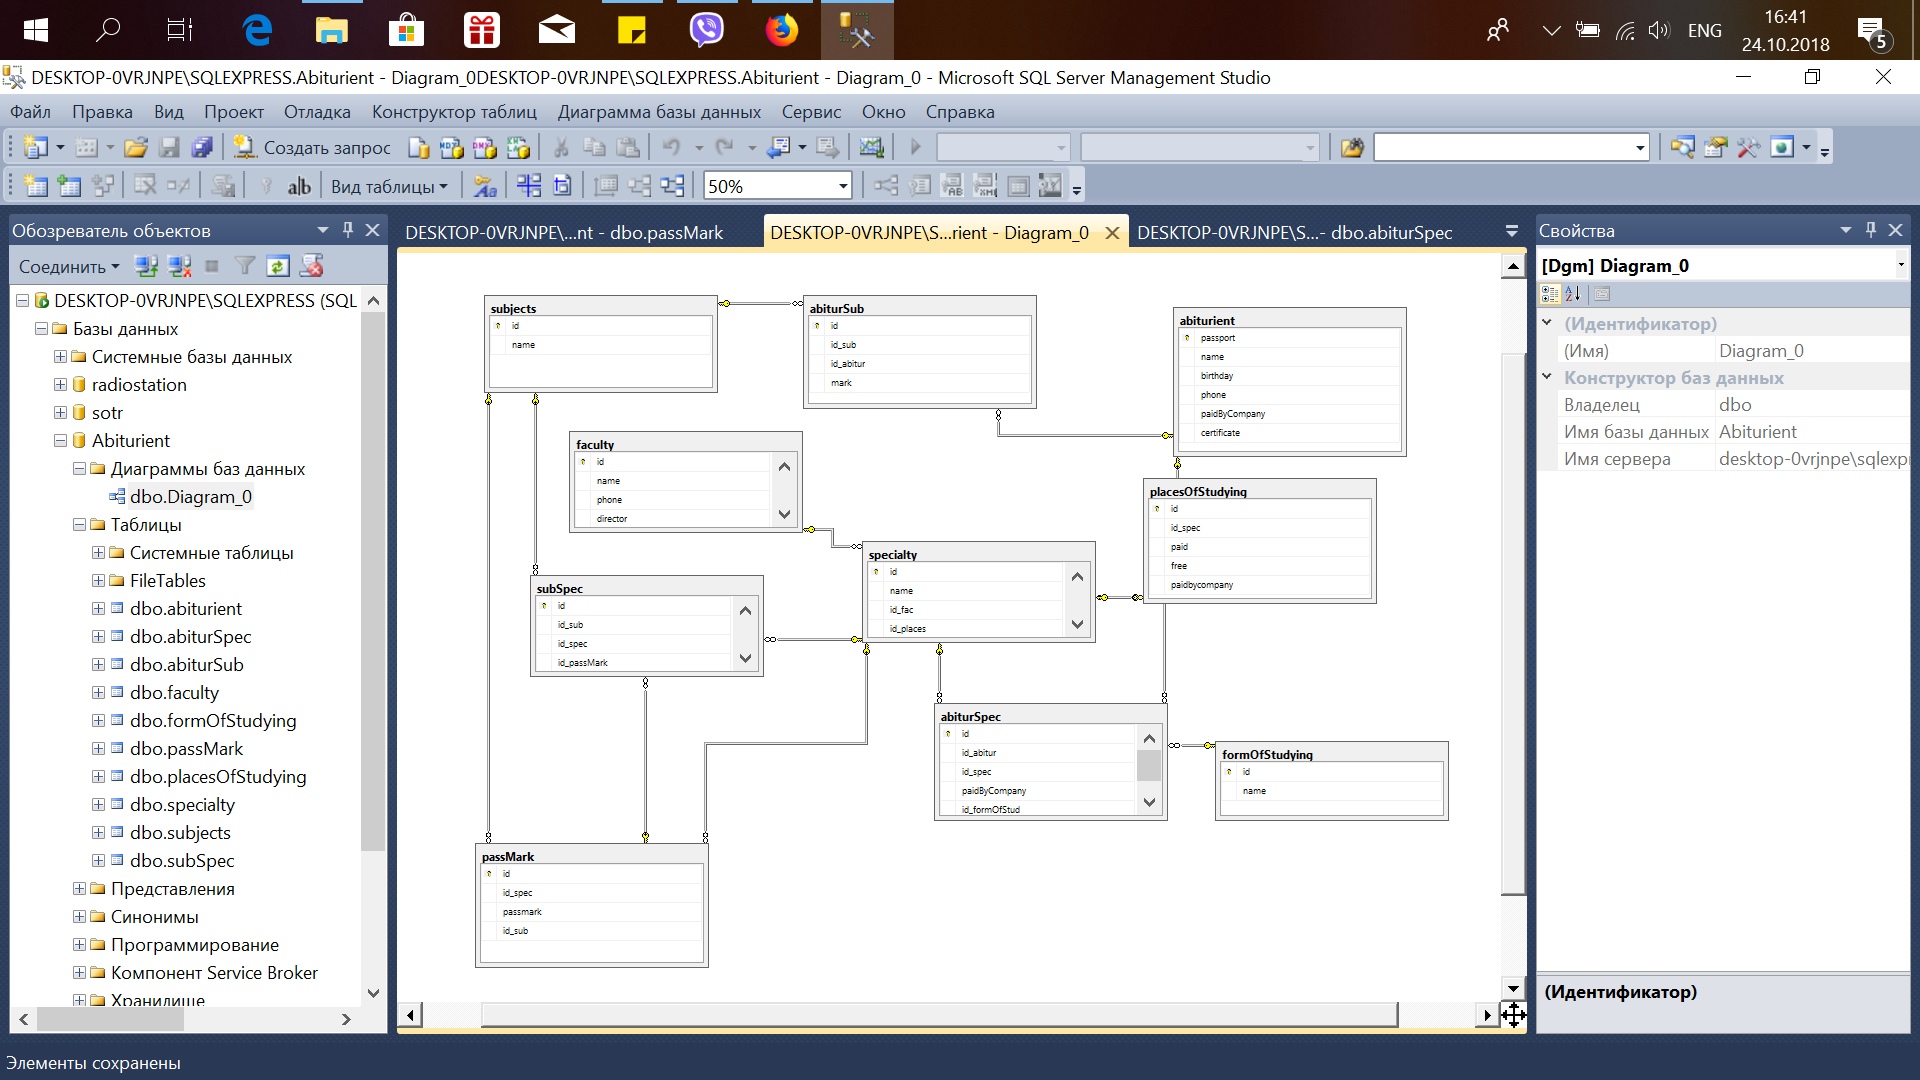 ENG
16:41
24.10.2018
5
DESKTOP-0VRJNPE\SQLEXPRESS.Abiturient - Diagram_0DESKTOP-0VRJNPE\SQLEXPRESS.Abiturient - Diagram_0 - Microsoft SQL Server Management Studio
Файл Правка Вид Проект Отладка Конструктор таблиц Диаграмма базы данных Сервис Окно Справка
Создать запрос
Вид таблицы
50%
Обозреватель объектов
Соединить
DESKTOP-0VRJNPE\SQLEXPRESS (SQL
Базы данных
Системные базы данных
radiostation
sotr
Abiturient
Диаграммы баз данных
dbo.Diagram_0
Таблицы
Системные таблицы
FileTables
dbo.abiturient
dbo.abiturSpec
dbo.abiturSub
dbo.faculty
dbo.formOfStudying
dbo.passMark
dbo.placesOfStudying
dbo.specialty
dbo.subjects
dbo.subSpec
Представления
Синонимы
Программирование
Компонент Service Broker
Хранилище
DESKTOP-0VRJNPE\...nt - dbo.passMark
DESKTOP-0VRJNPE\S...rient - Diagram_0
DESKTOP-0VRJNPE\S...- dbo.abiturSpec
subjects
id
name
abiturSub
id
id_sub
id_abitur
mark
abiturient
passport
name
birthday
phone
paidByCompany
certificate
faculty
id
name
phone
director
placesOfStudying
id
id_spec
paid
free
paidbycompany
specialty
id
name
id_fac
id_places
subSpec
id
id_sub
id_spec
id_passMark
abiturSpec
id
id_abitur
id_spec
paidByCompany
id_formOfStud
formOfStudying
id
name
passMark
id
id_spec
passmark
id_sub
Свойства
[Dgm] Diagram_0
(Идентификатор)
(Имя) Diagram_0
Конструктор баз данных
Владелец dbo
Имя базы данных Abiturient
Имя сервера desktop-0vrjnpe\sqlexpr
(Идентификатор)
Элементы сохранены